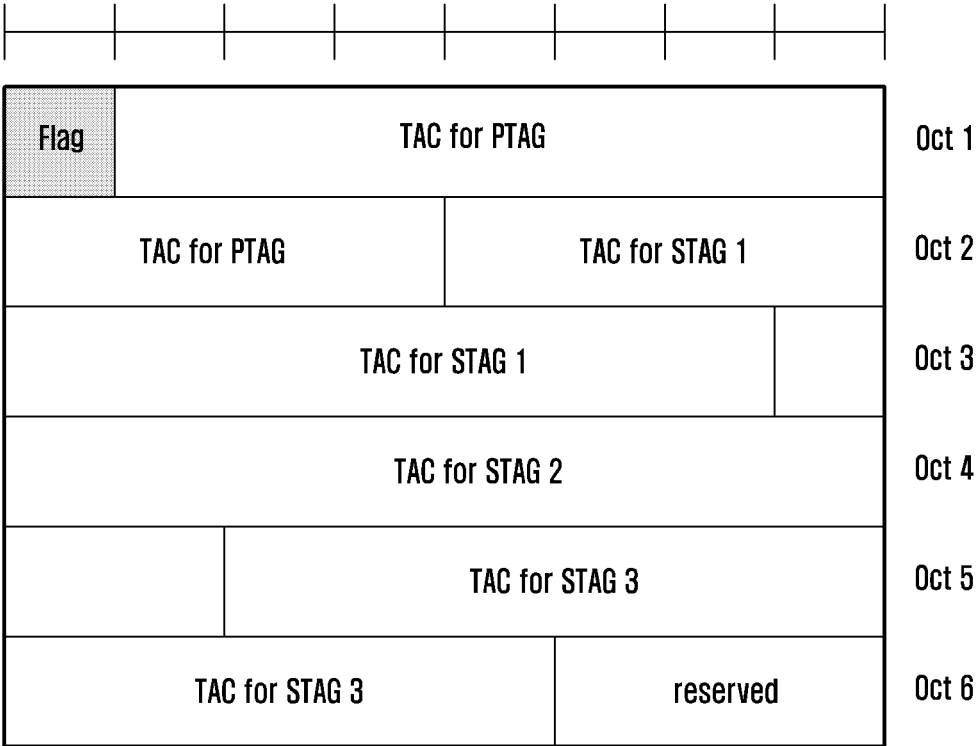 Flag TAC for PTAG Oct 1
TAC for PTAG TAC for STAG 1 Oct 2
TAC for STAG 1 Oct 3
TAC for STAG 2 Oct 4
TAC for STAG 3 Oct 5
TAC for STAG 3 reserved Oct 6